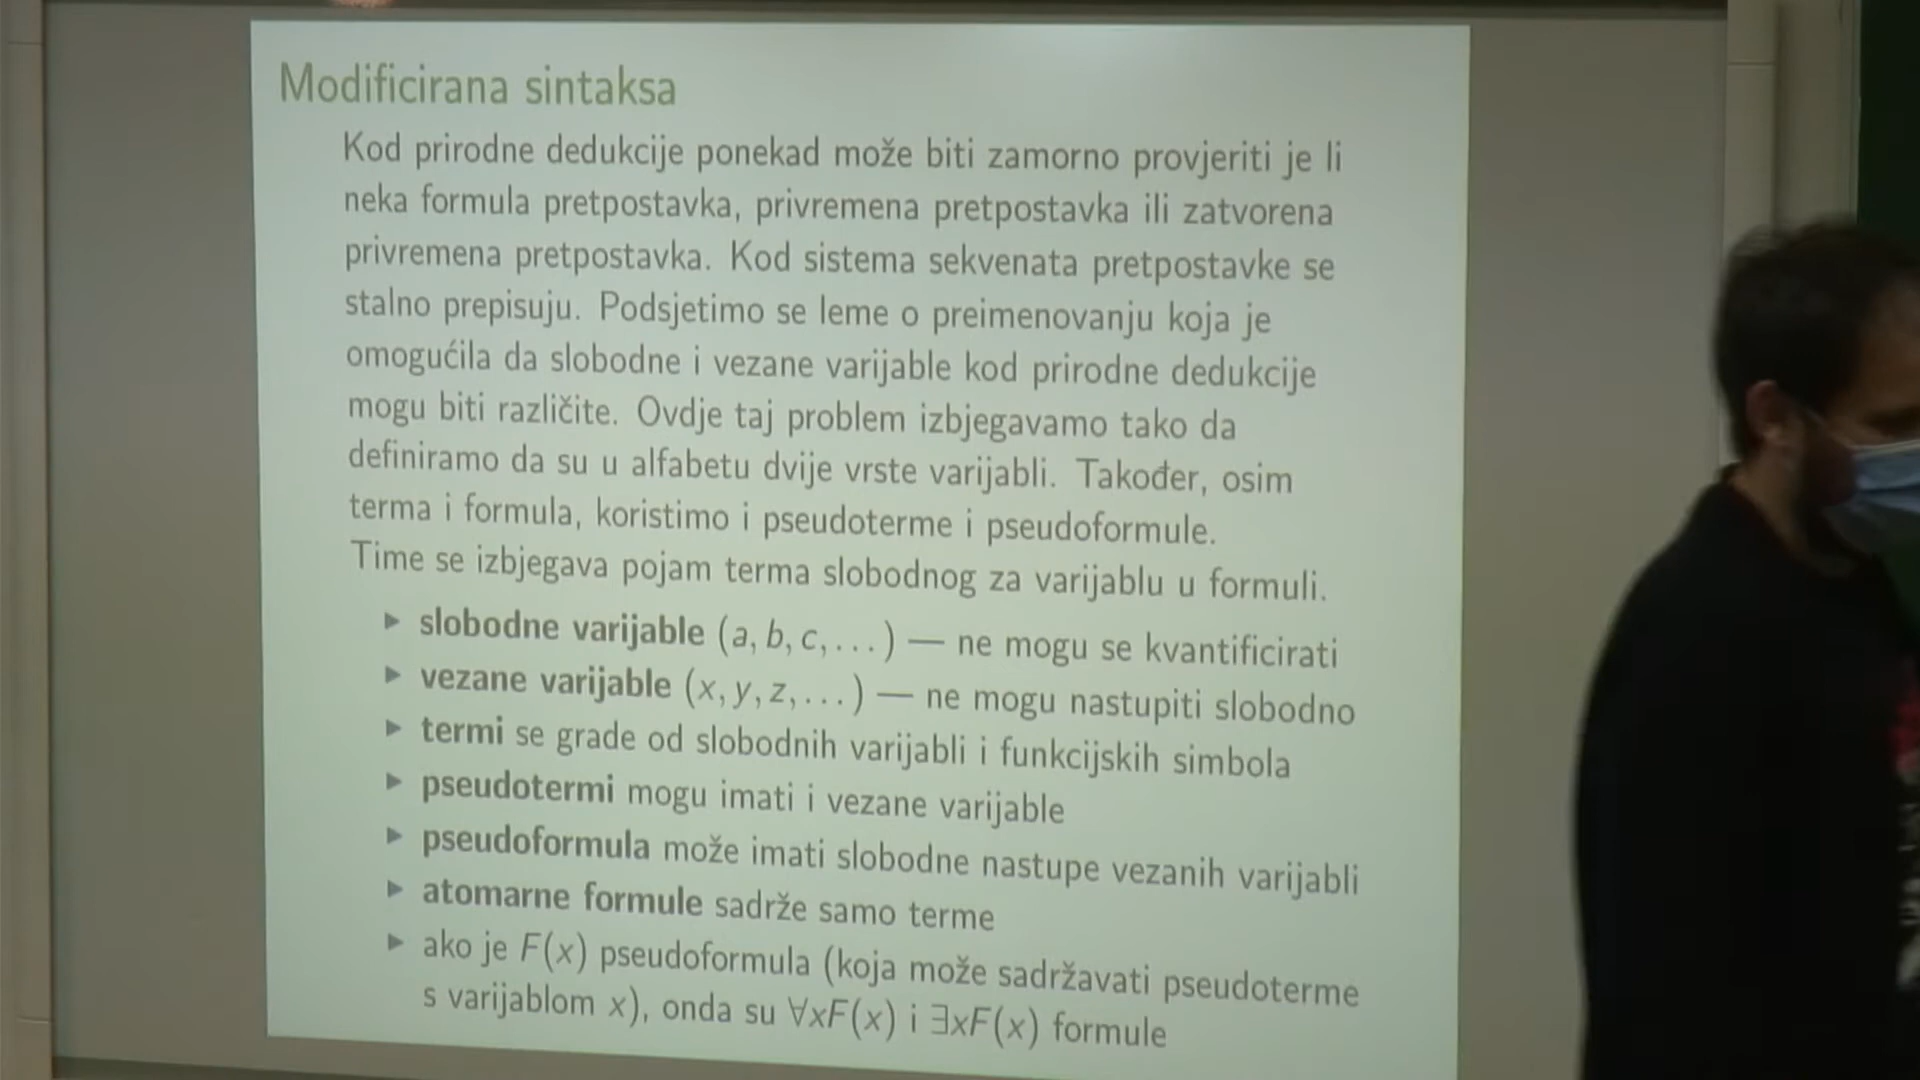 Modificirana sintaksa
Kod prirodne dedukcije ponekad može biti zamorno provjeriti je li
neka formula pretpostavka, privremena pretpostavka ili zatvorena
privremena pretpostavka. Kod sistema sekvenata pretpostavke se
stalno prepisuju. Podsjetimo se leme o preimenovanju koja je
omogućila da slobodne i vezane varijable kod prirodne dedukcije
mogu biti različite. Ovdje taj problem izbjegavamo tako da
definiramo da su u alfabetu dvije vrste varijabli. Također, osim
terma i formula, koristimo i pseudoterme i pseudoformule.
Time se izbjegava pojam terma slobodnog za varijablu u formuli.
▶ slobodne varijable (a, b, c, . . . ) — ne mogu se kvantificirati
▶ vezane varijable (x, y, z, . . . ) — ne mogu nastupiti slobodno
▶ termi se grade od slobodnih varijabli i funkcijskih simbola
▶ pseudotermi mogu imati i vezane varijable
▶ pseudoformula može imati slobodne nastupe vezanih varijabli
▶ atomarne formule sadrže samo terme
▶ ako je F(x) pseudoformula (koja može sadržavati pseudoterme
s varijablom x), onda su ∀xF(x) i ∃xF(x) formule